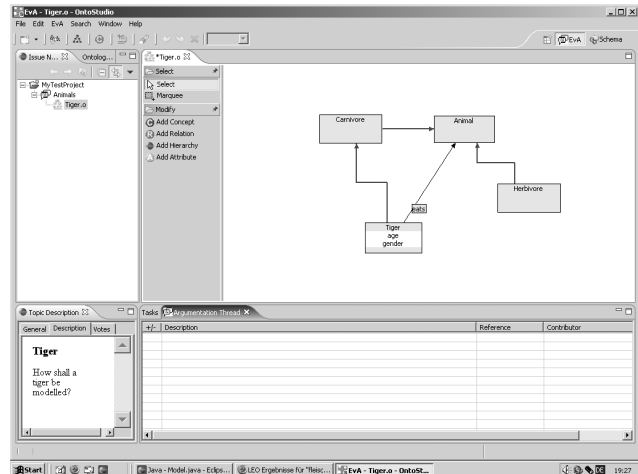 EvA - Tiger.o - OntoStudio
File Edit EvA Search Window Help
EvA Schema
Issue N... Ontolog...
*Tiger.o
MyTestProject
Animals
Tiger.o
Select
Select
Marquee
Modify
Add Concept
Add Relation
Add Hierarchy
Add Attribute
Carnivore
Animal
Herbivore
eats
Tiger
age
gender
Topic Description
General Description Votes
Tiger
How shall a
tiger be
modelled?
Tasks Argumentation Thread
+/- Description Reference Contributor
Start
Java - Model.java - Eclips...
LEO Ergebnisse für "fleisc...
EvA - Tiger.o - OntoSt...
DE
19:27